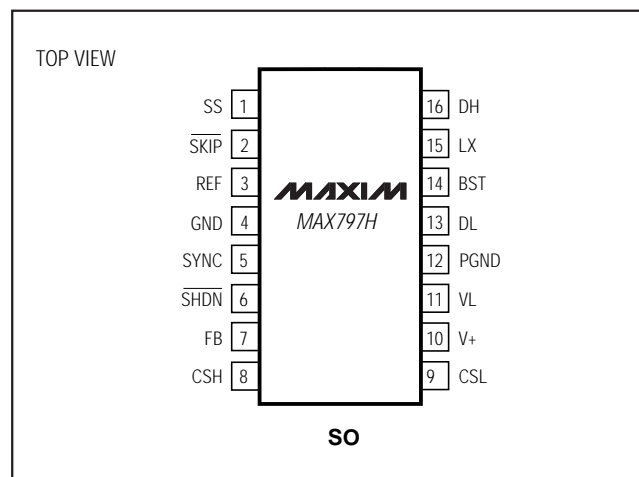 TOP VIEW
SS 1
SKIP 2
REF 3
GND 4
SYNC 5
SHDN 6
FB 7
CSH 8
MAXIM
MAX797H
16 DH
15 LX
14 BST
13 DL
12 PGND
11 VL
10 V+
9 CSL
SO